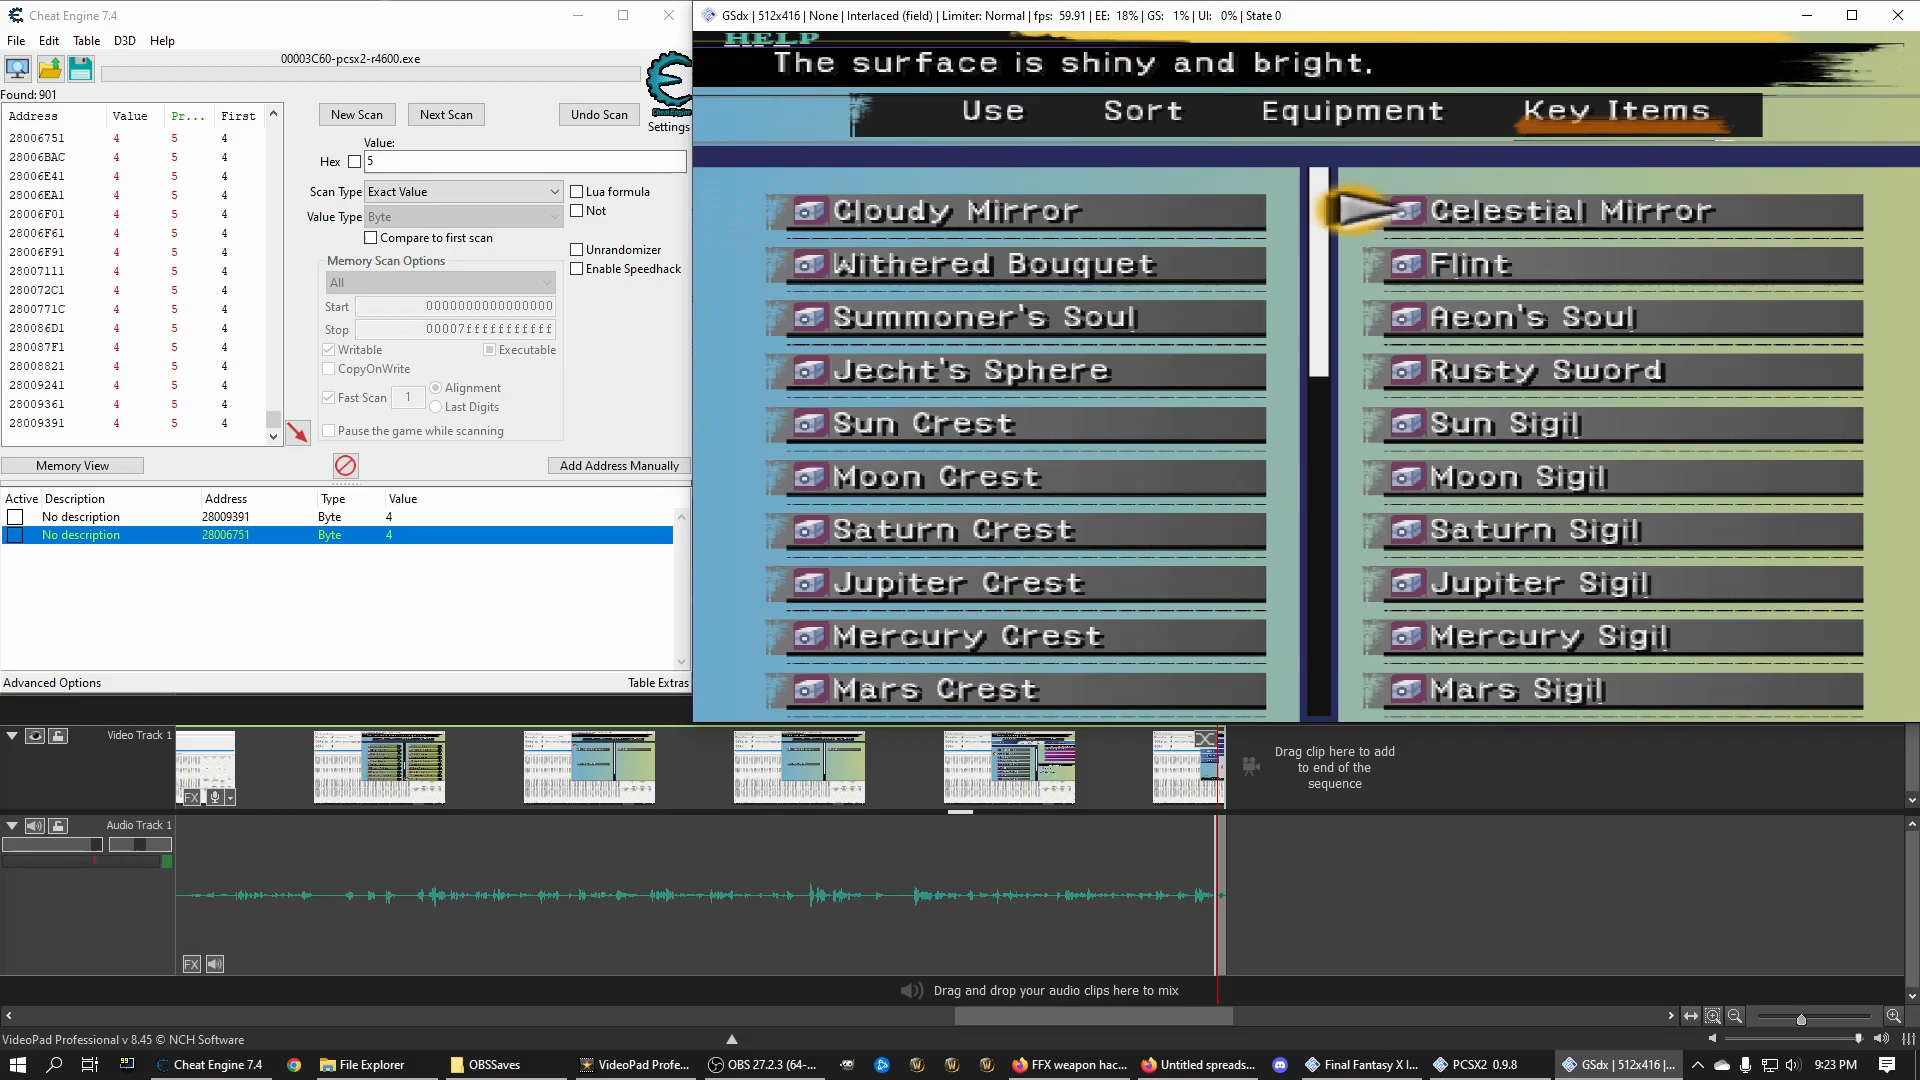 Cheat Engine 7.4
File Edit Table D3D Help
00003C60-pcsx2-r4600.exe
Found: 901
Address Value Pr... First
28006751 4 5 4
28006BAC 4 5 4
28006E41 4 5 4
28006EA1 4 5 4
28006F01 4 5 4
28006F61 4 5 4
28006F91 4 5 4
28007111 4 5 4
280072C1 4 5 4
2800771C 4 5 4
280086D1 4 5 4
280087F1 4 5 4
28008821 4 5 4
28009241 4 5 4
28009361 4 5 4
28009391 4 5 4
New Scan Next Scan Undo Scan
Cheat Engine
Settings
Value:
Hex 5
Scan Type Exact Value
Lua formula
Value Type Byte
Not
Compare to first scan
Unrandomizer
Enable Speedhack
Memory Scan Options
All
Start 0000000000000000
Stop 00007fffffffffff
Writable Executable
CopyOnWrite
Fast Scan 1 Alignment
Last Digits
Pause the game while scanning
Memory View
Add Address Manually
Active Description Address Type Value
No description 28009391 Byte 4
No description 28006751 Byte 4
Advanced Options Table Extras
GSdx | 512x416 | None | Interlaced (field) | Limiter: Normal | fps: 59.91 | EE: 18% | GS: 1% | UI: 0% | State 0
HELP
The surface is shiny and bright.
Use Sort Equipment Key Items
Cloudy Mirror Celestial Mirror
Withered Bouquet Flint
Summoner's Soul Aeon's Soul
Jecht's Sphere Rusty Sword
Sun Crest Sun Sigil
Moon Crest Moon Sigil
Saturn Crest Saturn Sigil
Jupiter Crest Jupiter Sigil
Mercury Crest Mercury Sigil
Mars Crest Mars Sigil
Video Track 1
FX
Drag clip here to add
to end of the
sequence
Audio Track 1
FX
Drag and drop your audio clips here to mix
VideoPad Professional v 8.45 © NCH Software
Cheat Engine 7.4
File Explorer
OBSSaves
VideoPad Profe...
OBS 27.2.3 (64-...
FFX weapon hac...
Untitled spreads...
Final Fantasy X I...
PCSX2 0.9.8
GSdx | 512x416 |...
9:23 PM